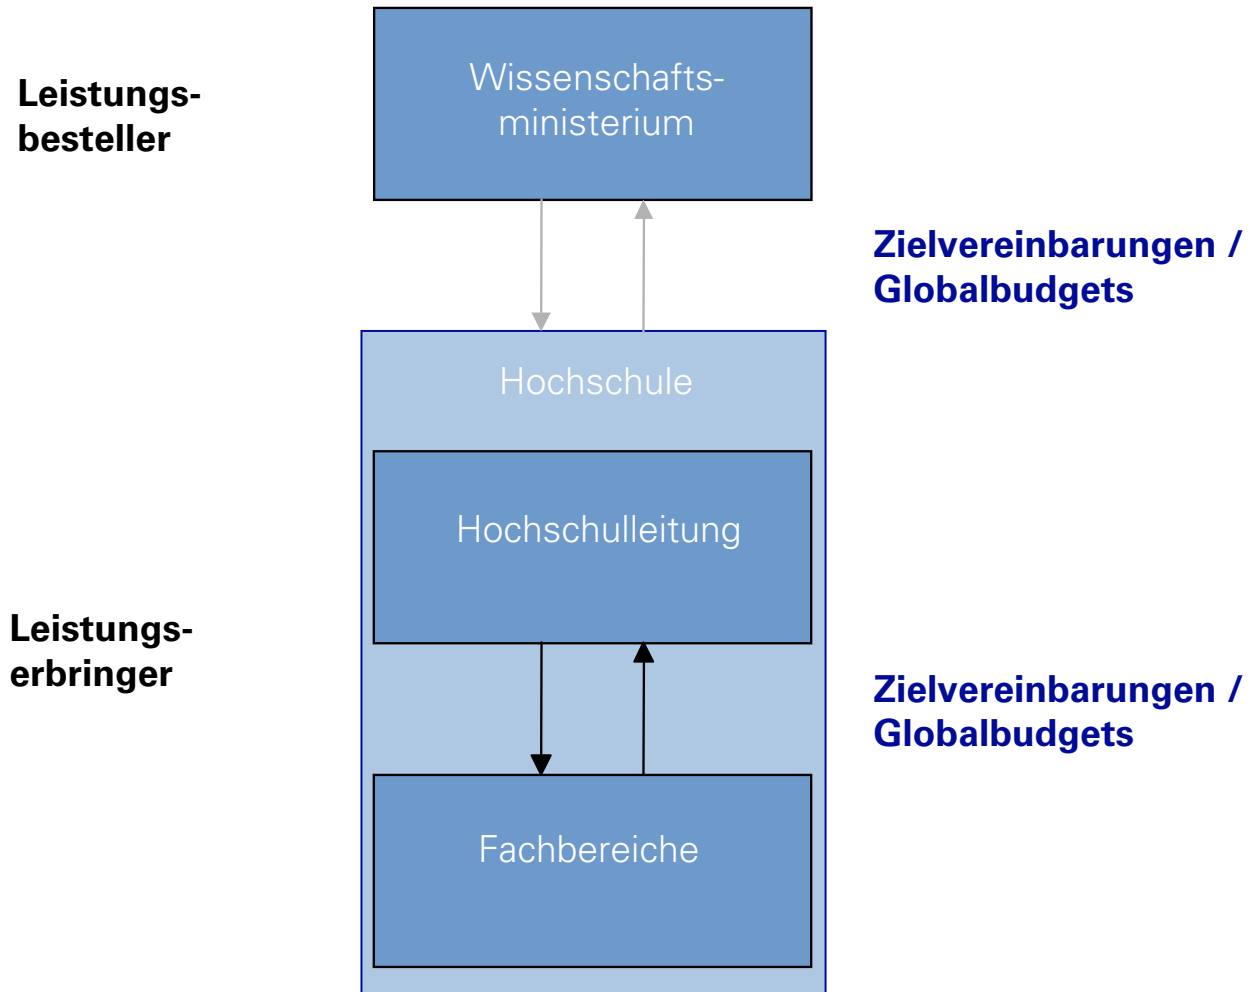 Wissenschafts-
ministerium
Leistungs-
besteller
Zielvereinbarungen /
Globalbudgets
Hochschule
Hochschulleitung
Leistungs-
erbringer
Zielvereinbarungen /
Globalbudgets
Fachbereiche